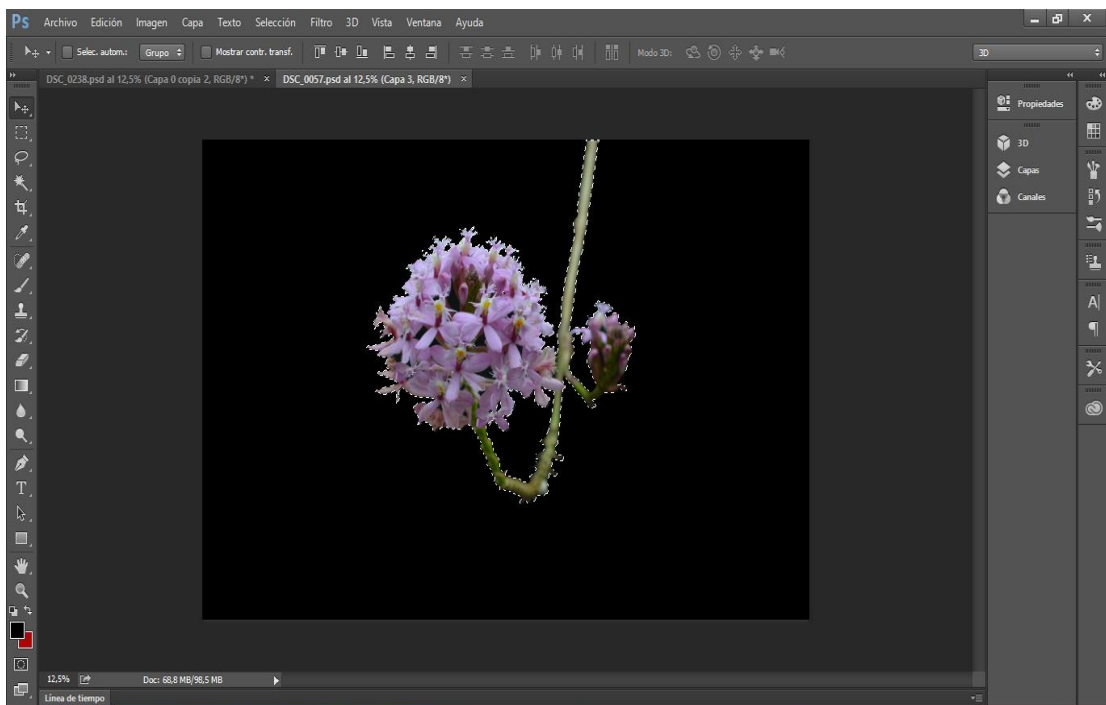 Ps Archivo Edición Imagen Capa Texto Selección Filtro 3D Vista Ventana Ayuda
Selec. autom.: Grupo Mostrar contr. transf. Modo 3D: 3D
DSC_0238.psd al 12,5% (Capa 0 copia 2, RGB/8*) * × DSC_0057.psd al 12,5% (Capa 3, RGB/8*) ×
Propiedades
3D
Capas
Canales
12,5% Doc: 68,8 MB/98,5 MB
Línea de tiempo